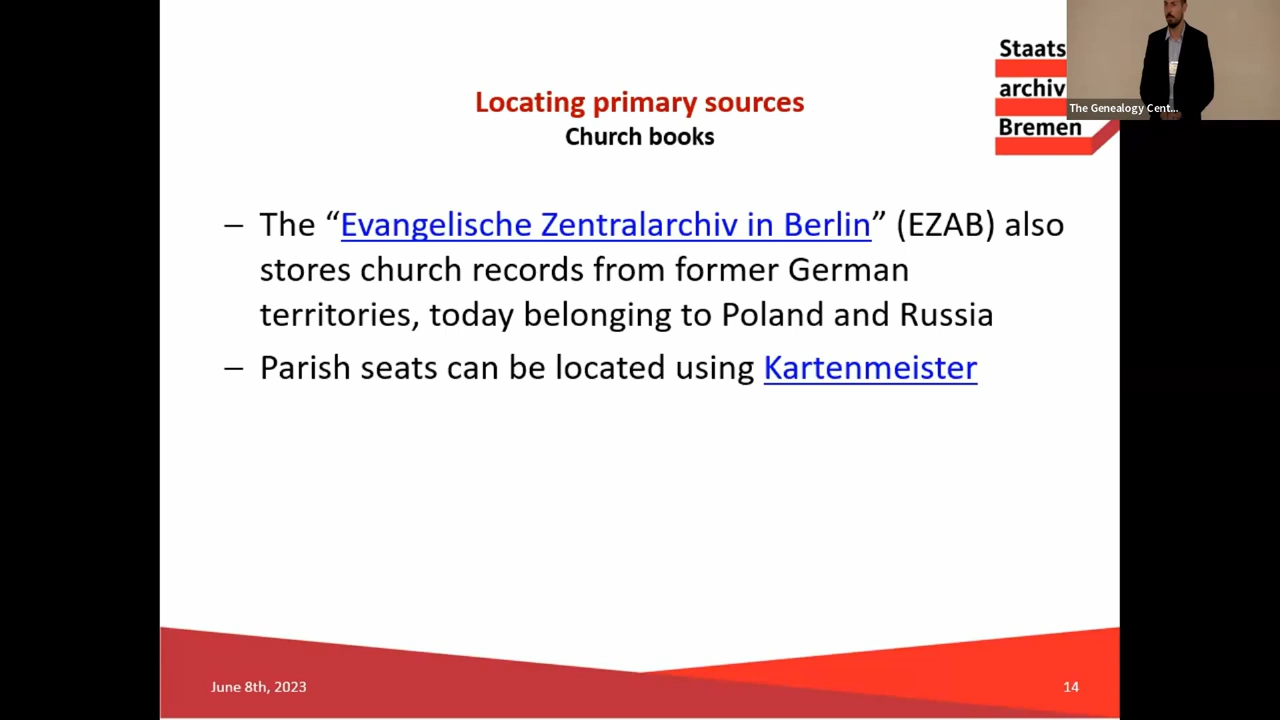 Staats
archiv
Bremen
The Genealogy Cent...
Locating primary sources
Church books
– The “Evangelische Zentralarchiv in Berlin” (EZAB) also
stores church records from former German
territories, today belonging to Poland and Russia
– Parish seats can be located using Kartenmeister
June 8th, 2023
14